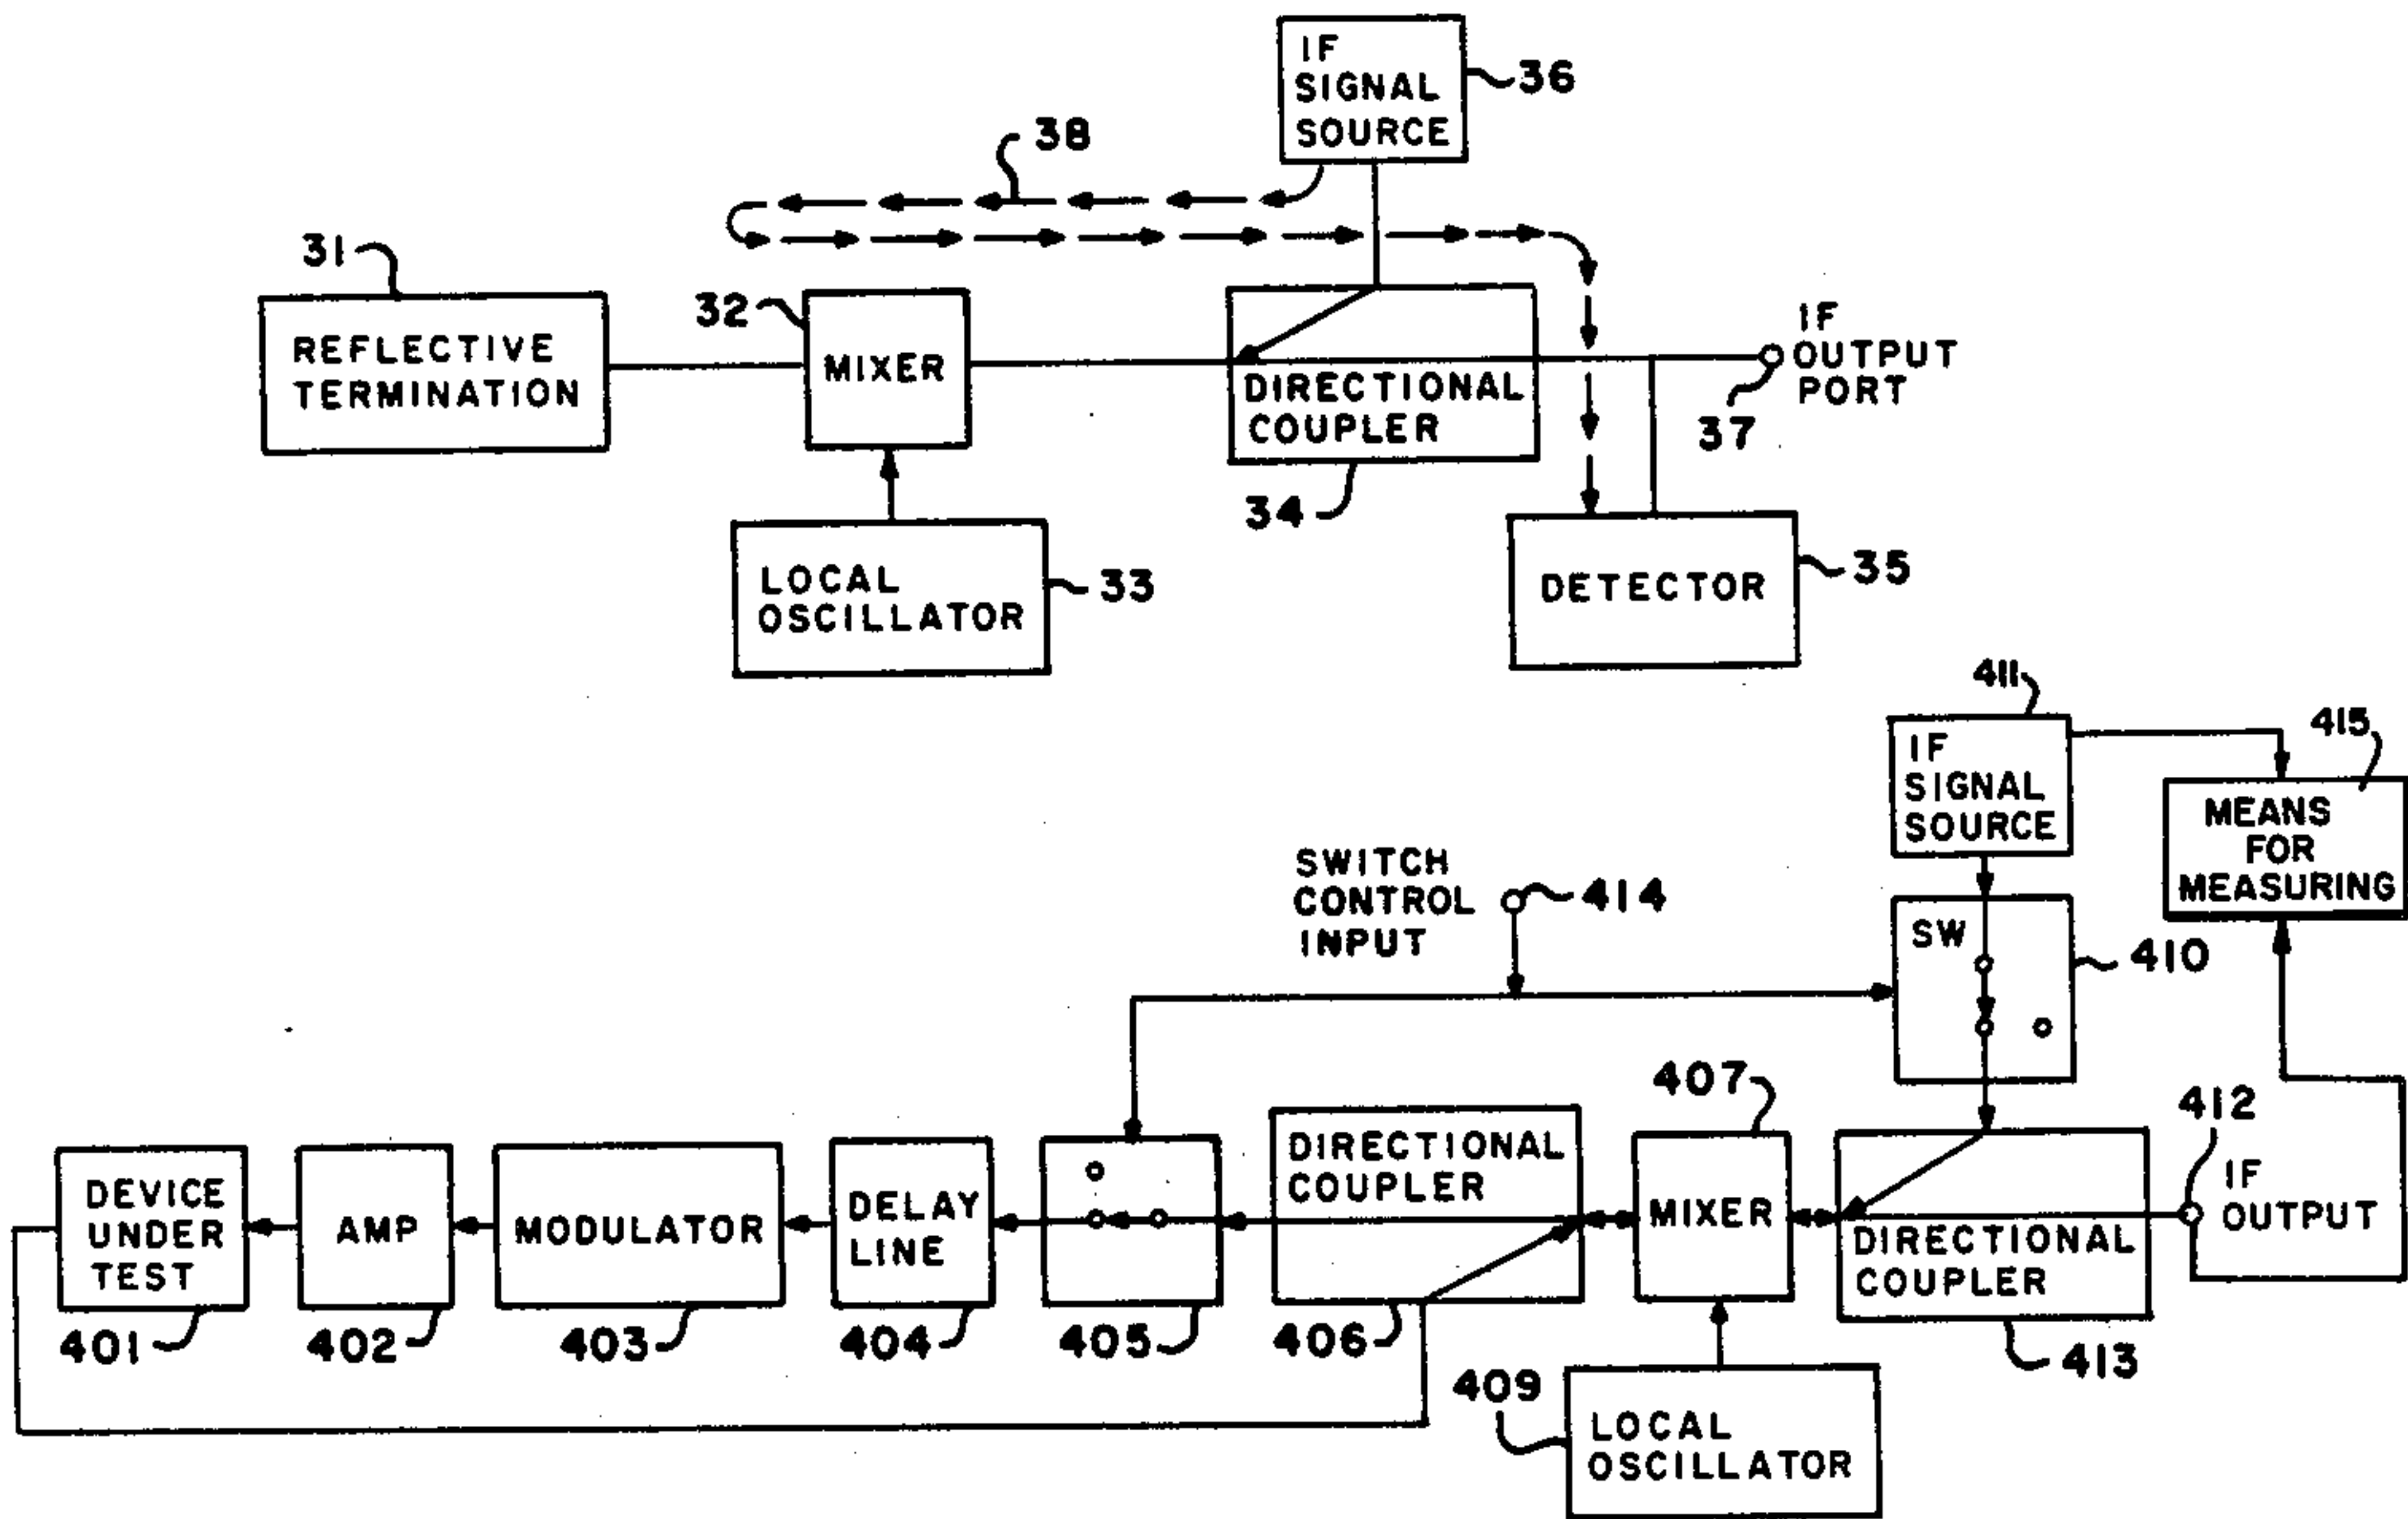 IF
SIGNAL
SOURCE
36
38
31
REFLECTIVE
TERMINATION
32
MIXER
DIRECTIONAL
COUPLER
34
IF
OUTPUT
PORT
37
LOCAL
OSCILLATOR
33
DETECTOR
35
411
IF
SIGNAL
SOURCE
415
MEANS
FOR
MEASURING
SWITCH
CONTROL
INPUT
414
SW
410
407
412
DEVICE
UNDER
TEST
401
AMP
402
MODULATOR
403
DELAY
LINE
404
405
DIRECTIONAL
COUPLER
406
MIXER
DIRECTIONAL
COUPLER
413
IF
OUTPUT
409
LOCAL
OSCILLATOR